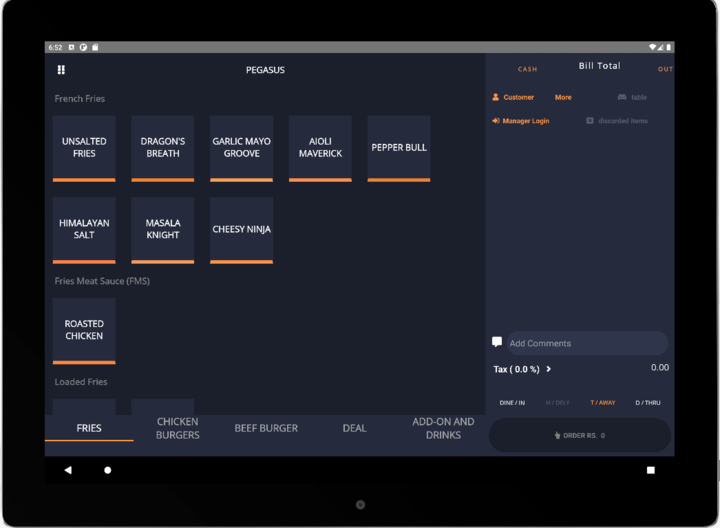 6:52
PEGASUS
CASH
Bill Total
OUT
French Fries
Customer
More
table
Manager Login
discarded items
UNSALTED
FRIES
DRAGON'S
BREATH
GARLIC MAYO
GROOVE
AIOLI
MAVERICK
PEPPER BULL
HIMALAYAN
SALT
MASALA
KNIGHT
CHEESY NINJA
Fries Meat Sauce (FMS)
ROASTED
CHICKEN
Loaded Fries
Add Comments
Tax ( 0.0 %) >
0.00
DINE / IN
H / DELY
T / AWAY
D / THRU
ORDER RS. 0
FRIES
CHICKEN
BURGERS
BEEF BURGER
DEAL
ADD-ON AND
DRINKS